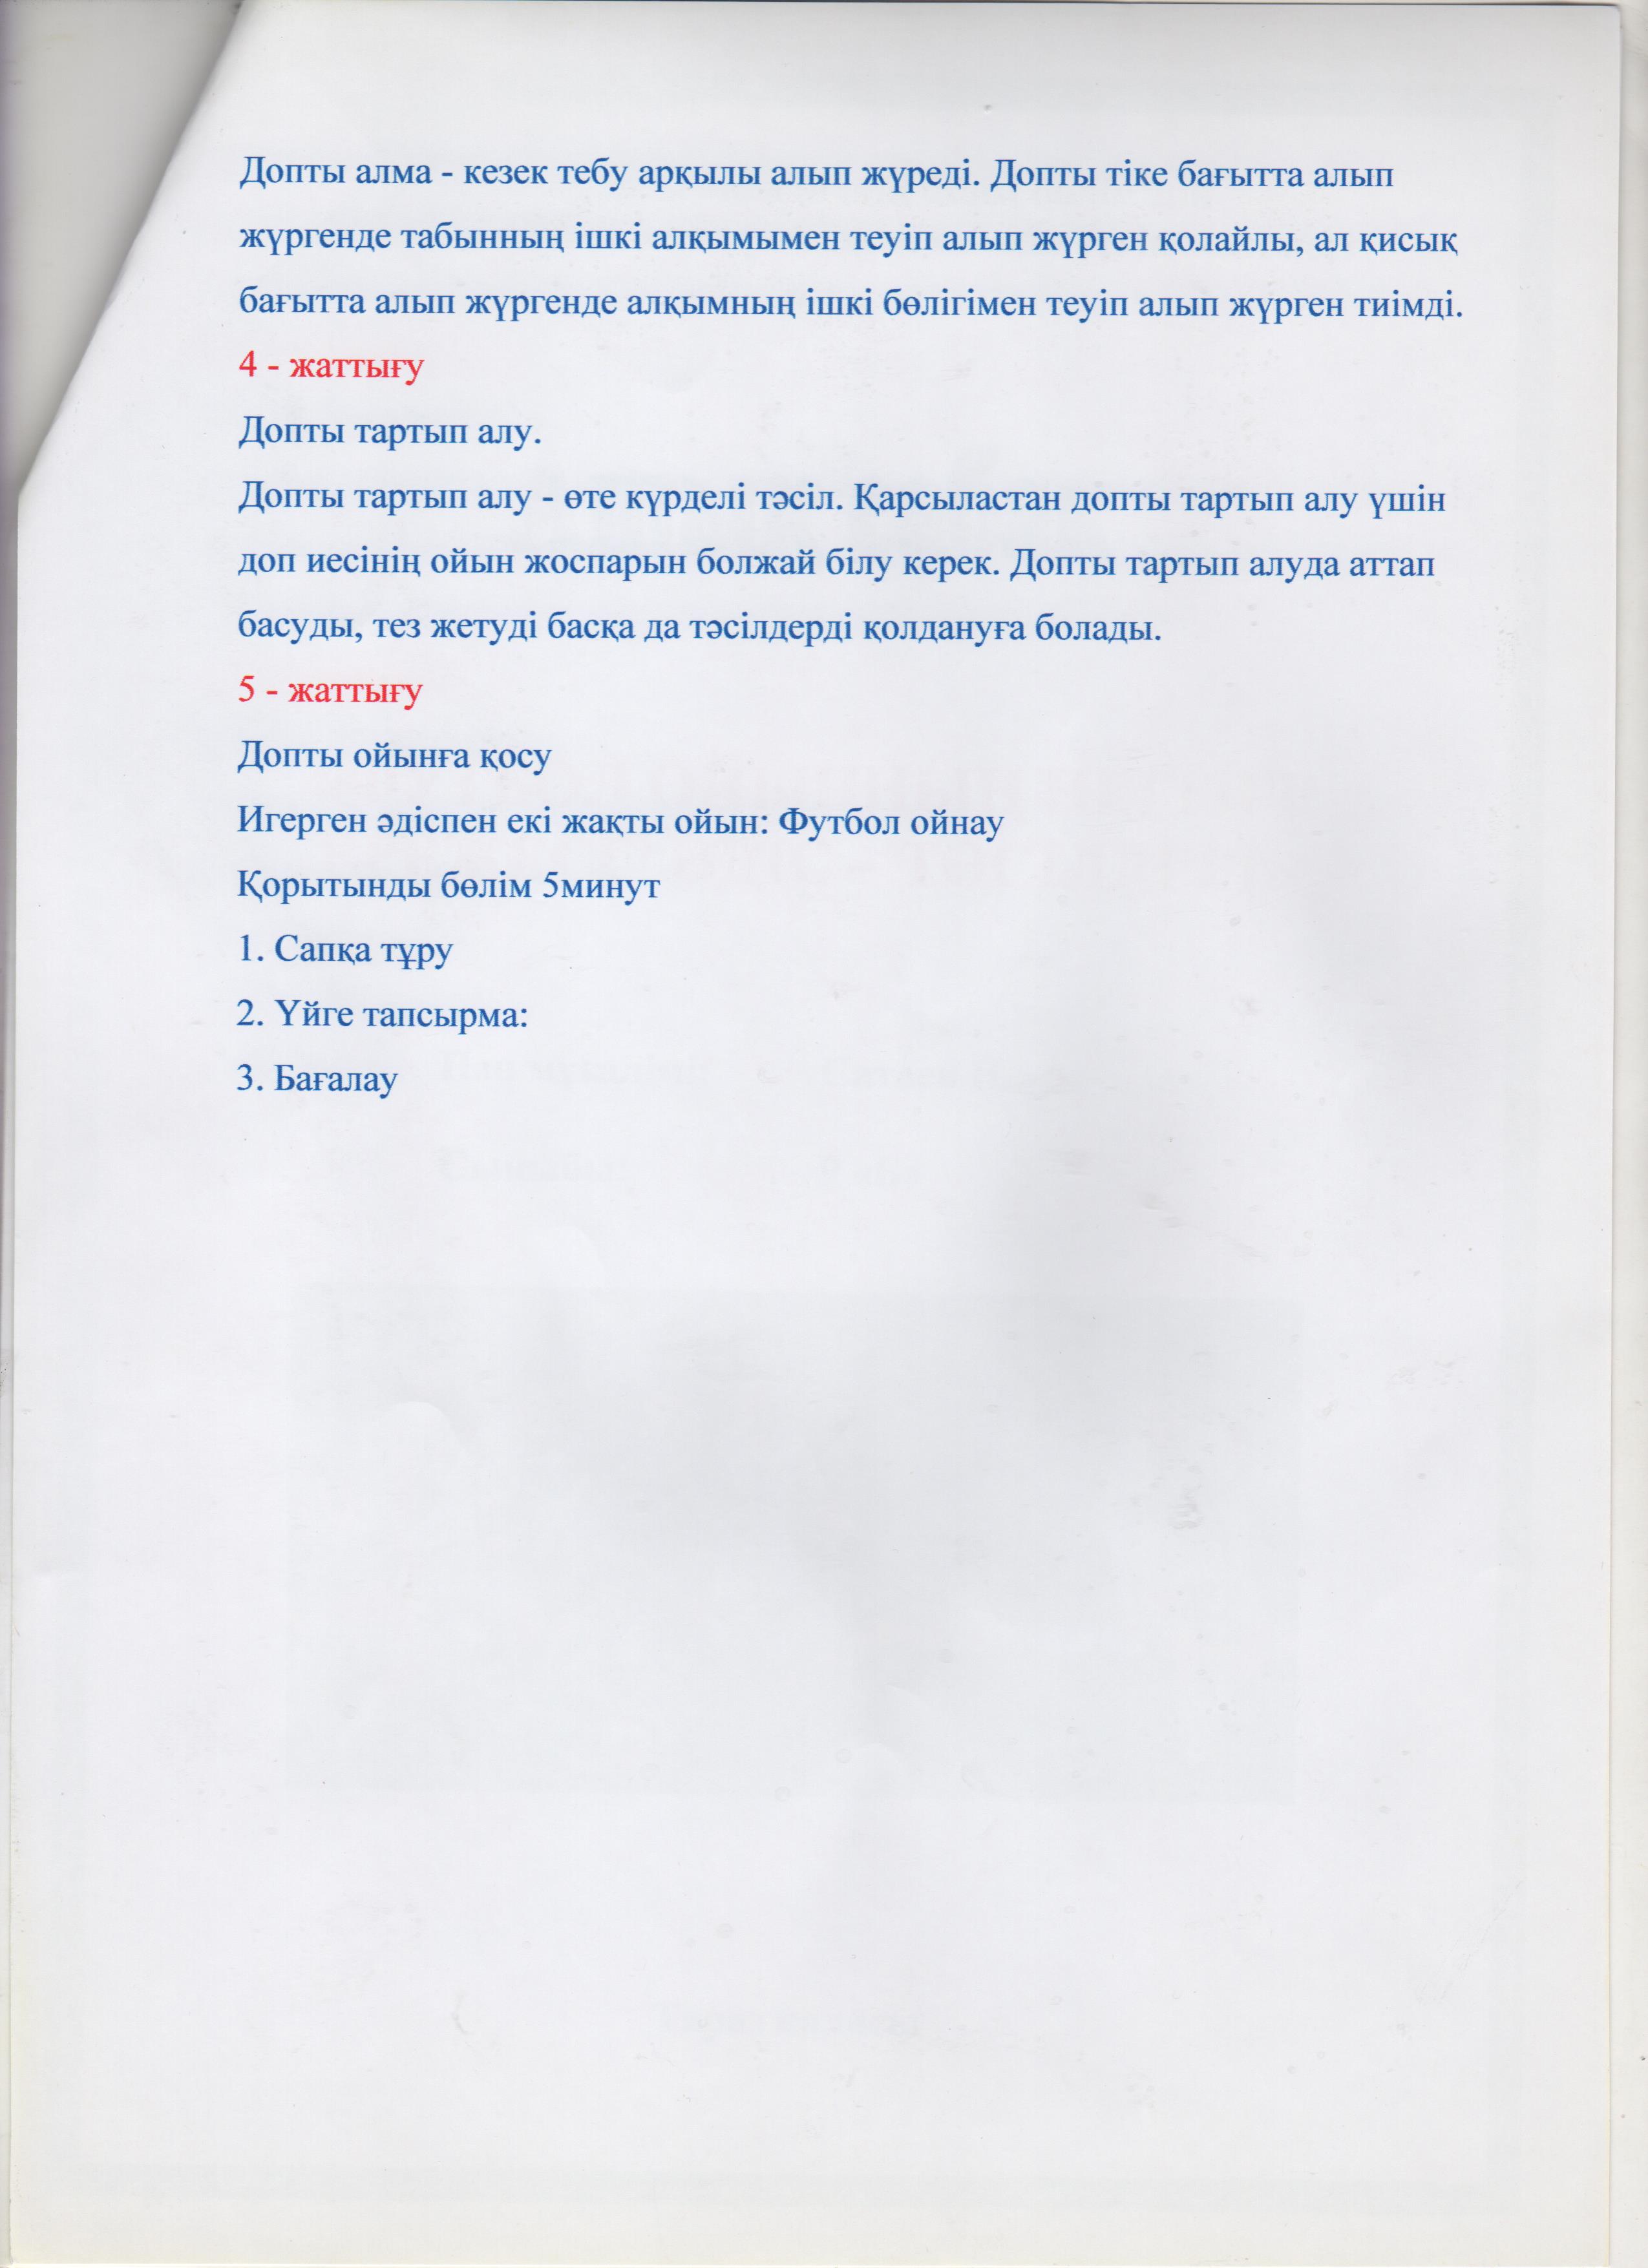 Допты алма - кезек тебу арқылы алып жүреді. Допты тіке бағытта алып
жүргенде табынның ішкі алқымымен теуіп алып жүрген қолайлы, ал қисық
бағытта алып жүргенде алқымның ішкі бөлігімен теуіп алып жүрген тиімді.
4 - жаттығу
Допты тартып алу.
Допты тартып алу - өте күрделі тәсіл. Қарсыластан допты тартып алу үшін
доп иесінің ойын жоспарын болжай білу керек. Допты тартып алуда аттап
басуды, тез жетуді басқа да тәсілдерді қолдануға болады.
5 - жаттығу
Допты ойынға қосу
Игерген әдіспен екі жақты ойын: Футбол ойнау
Қорытынды бөлім 5минут
1. Сапқа тұру
2. Үйге тапсырма:
3. Бағалау